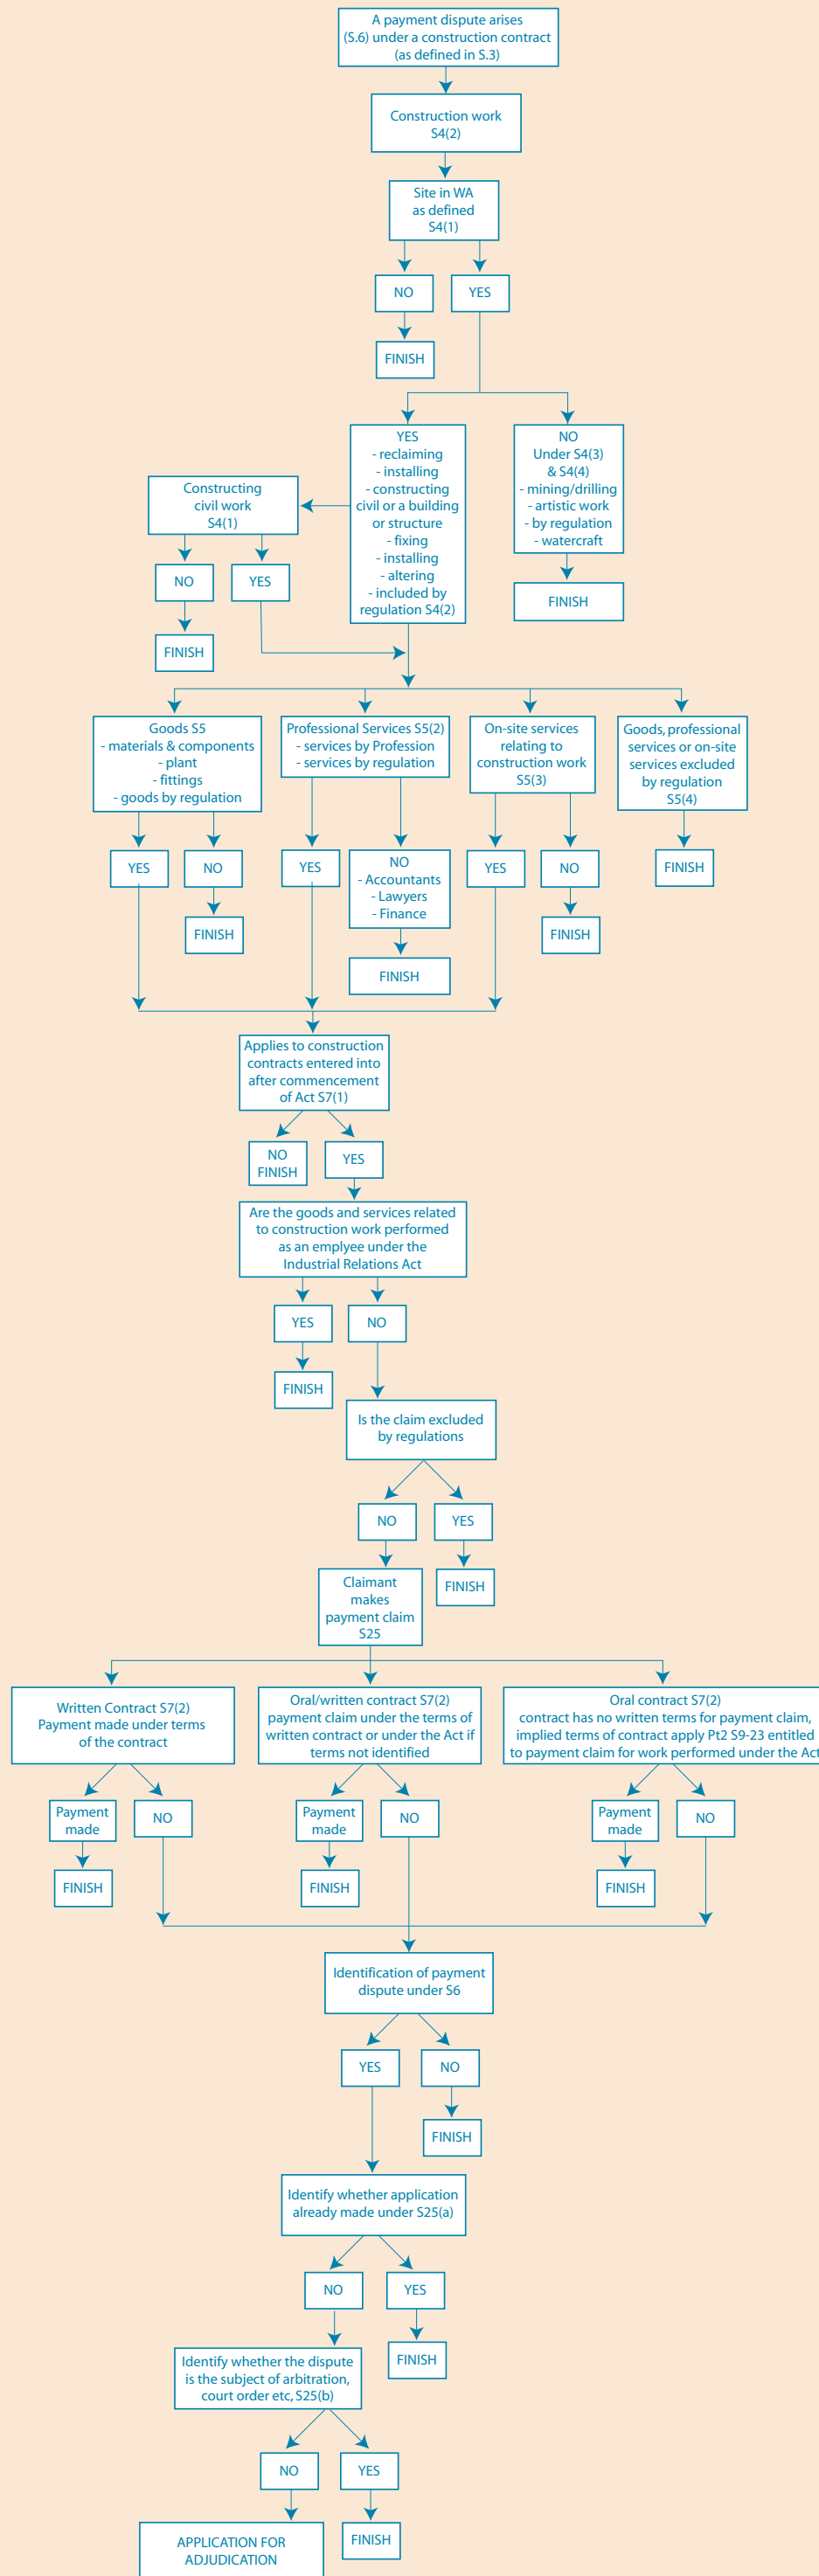 A payment dispute arises
(S.6) under a construction contract
(as defined in S.3)
Construction work
S4(2)
Site in WA
as defined
S4(1)
NO
YES
FINISH
YES
- reclaiming
- installing
- constructing
civil or a building
or structure
- fixing
- installing
- altering
- included by
regulation S4(2)
NO
Under S4(3)
& S4(4)
- mining/drilling
- artistic work
- by regulation
- watercraft
FINISH
Constructing
civil work
S4(1)
NO
YES
FINISH
Goods S5
- materials & components
- plant
- fittings
- goods by regulation
Professional Services S5(2)
- services by Profession
- services by regulation
On-site services
relating to
construction work
S5(3)
Goods, professional
services or on-site
services excluded
by regulation
S5(4)
YES
NO
YES
NO
- Accountants
- Lawyers
- Finance
YES
NO
FINISH
FINISH
FINISH
FINISH
Applies to construction
contracts entered into
after commencement
of Act S7(1)
NO
FINISH
YES
Are the goods and services related
to construction work performed
as an emplyee under the
Industrial Relations Act
YES
NO
FINISH
Is the claim excluded
by regulations
NO
YES
FINISH
Claimant
makes
payment claim
S25
Written Contract S7(2)
Payment made under terms
of the contract
Oral/written contract S7(2)
payment claim under the terms of
written contract or under the Act if
terms not identified
Oral contract S7(2)
contract has no written terms for payment claim,
implied terms of contract apply Pt2 S9-23 entitled
to payment claim for work performed under the Act
Payment
made
NO
Payment
made
NO
Payment
made
NO
FINISH
FINISH
FINISH
Identification of payment
dispute under S6
YES
NO
FINISH
Identify whether application
already made under S25(a)
NO
YES
FINISH
Identify whether the dispute
is the subject of arbitration,
court order etc, S25(b)
NO
YES
FINISH
APPLICATION FOR
ADJUDICATION